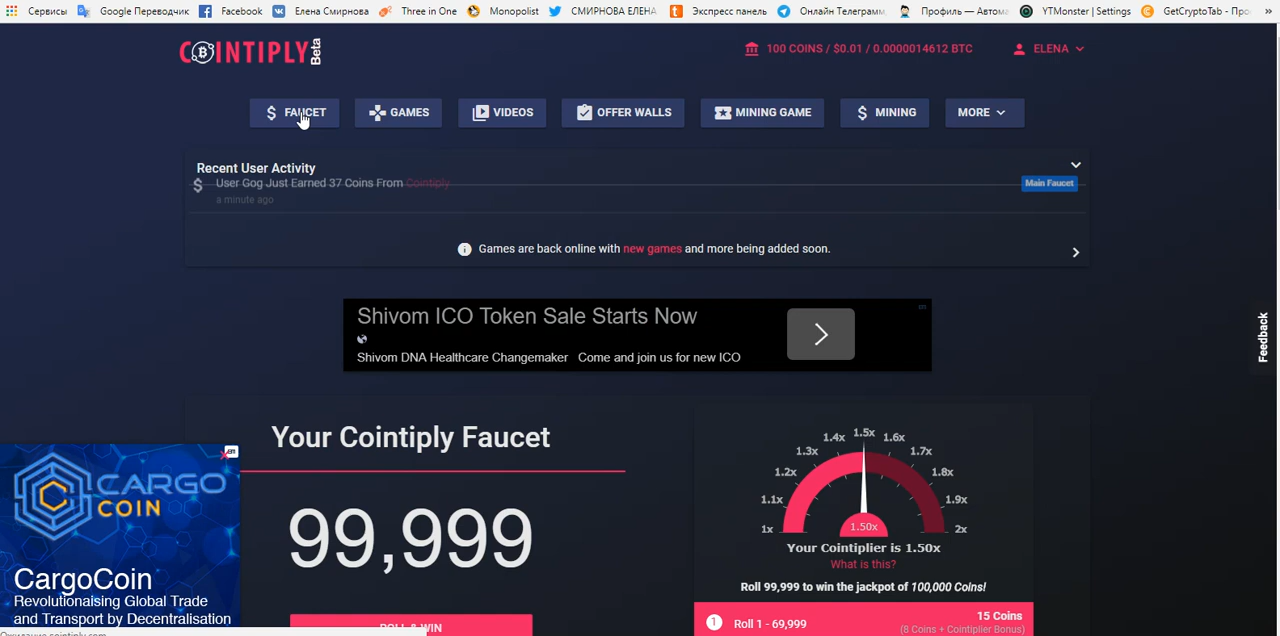 Сервисы Google Переводчик Facebook Елена Смирнова Three in One Monopolist СМИРНОВА ЕЛЕНА Экспресс панель Онлайн Телеграмм, Профиль — Автома YTMonster | Settings GetCryptoTab - Про »
COINTIPLY Beta
100 COINS / $0.01 / 0.0000014612 BTC ELENA
FAUCET GAMES VIDEOS OFFER WALLS MINING GAME MINING MORE
Recent User Activity
User Gog Just Earned 37 Coins From Cointiply Main Faucet
a minute ago
Games are back online with new games and more being added soon.
Shivom ICO Token Sale Starts Now
Shivom DNA Healthcare Changemaker Come and join us for new ICO
Feedback
Your Cointiply Faucet
99,999
ROLL & WIN
1x 1.1x 1.2x 1.3x 1.4x 1.5x 1.6x 1.7x 1.8x 1.9x 2x
1.50x
Your Cointiplier is 1.50x
What is this?
Roll 99,999 to win the jackpot of 100,000 Coins!
1 Roll 1 - 69,999 15 Coins
(8 Coins + Cointiplier Bonus)
CARGO
COIN
CargoCoin
Revolutionaising Global Trade
and Transport by Decentralisation